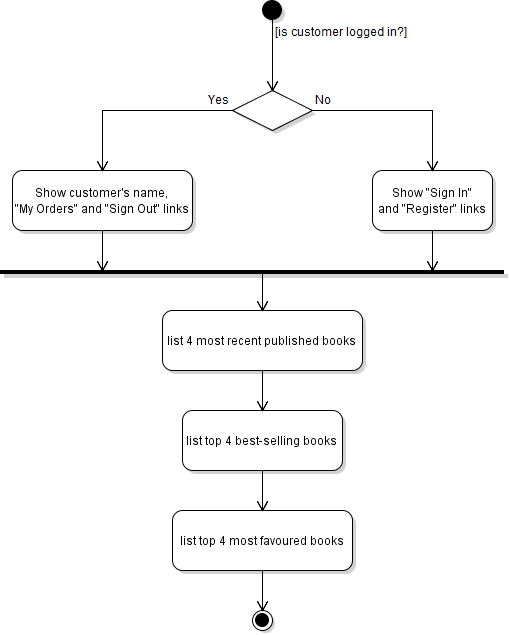 [is customer logged in?]
Yes
No
Show customer's name,
"My Orders" and "Sign Out" links
Show "Sign In"
and "Register" links
list 4 most recent published books
list top 4 best-selling books
list top 4 most favoured books